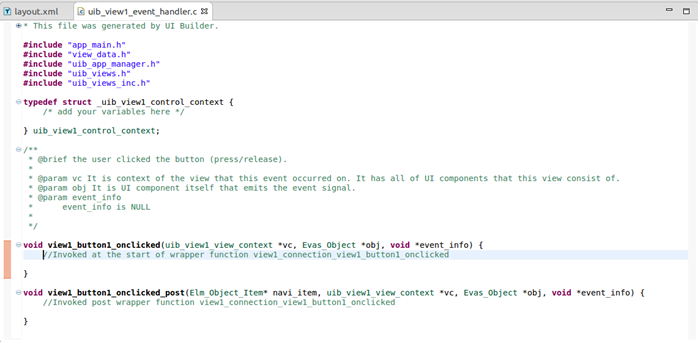 layout.xml
uib_view1_event_handler.c
* This file was generated by UI Builder.
#include "app_main.h"
#include "view_data.h"
#include "uib_app_manager.h"
#include "uib_views.h"
#include "uib_views_inc.h"
typedef struct _uib_view1_control_context {
/* add your variables here */
} uib_view1_control_context;
/**
* @brief the user clicked the button (press/release).
*
* @param vc It is context of the view that this event occurred on. It has all of UI components that this view consist of.
* @param obj It is UI component itself that emits the event signal.
* @param event_info
* event_info is NULL
*
*/
void view1_button1_onclicked(uib_view1_view_context *vc, Evas_Object *obj, void *event_info) {
//Invoked at the start of wrapper function view1_connection_view1_button1_onclicked
}
void view1_button1_onclicked_post(Elm_Object_Item* navi_item, uib_view1_view_context *vc, Evas_Object *obj, void *event_info) {
//Invoked post wrapper function view1_connection_view1_button1_onclicked
}